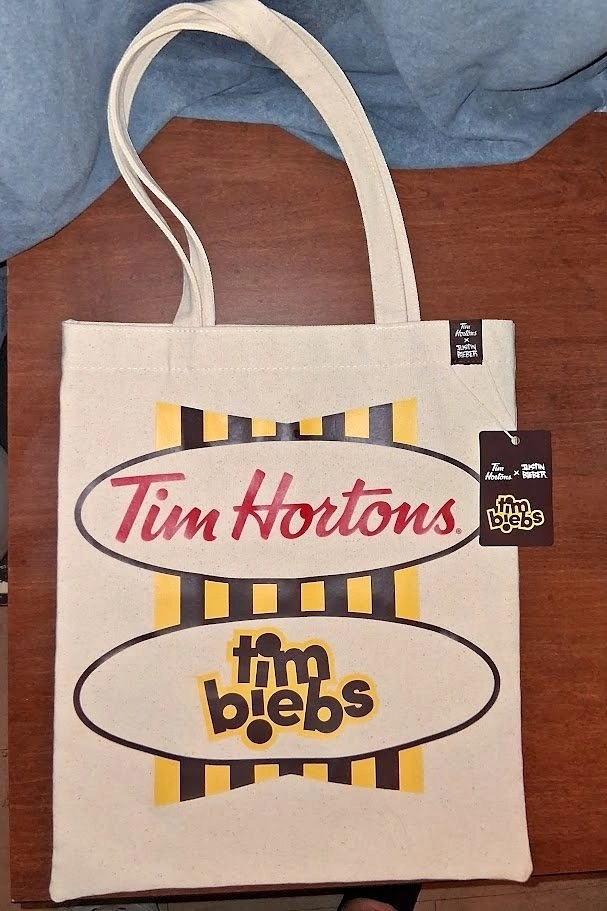 Tim
Hortons
x
JUSTIN
BIEBER
Tim Hortons®
Tim
Hortons. x JUSTIN
BIEBER
tim
biebs
tim
biebs